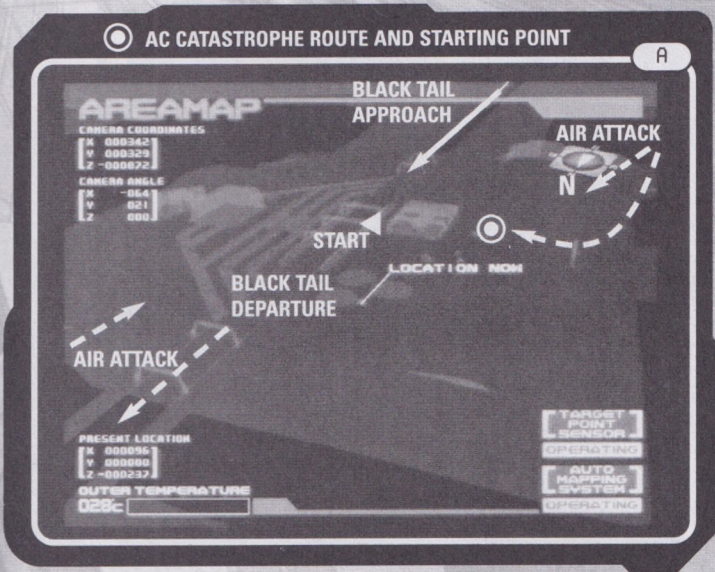 AC CATASTROPHE ROUTE AND STARTING POINT
A
AREAMAP
BLACK TAIL
APPROACH
CAMERA COORDINATES
X 000342
Y 000329
Z -000872
AIR ATTACK
CAMERA ANGLE
X -064
Y 021
Z 000
N
START
LOCATION NOW
BLACK TAIL
DEPARTURE
AIR ATTACK
PRESENT LOCATION
X 000096
Y 000000
Z -000237
TARGET
POINT
SENSOR
OPERATING
AUTO
MAPPING
SYSTEM
OPERATING
OUTER TEMPERATURE
028c